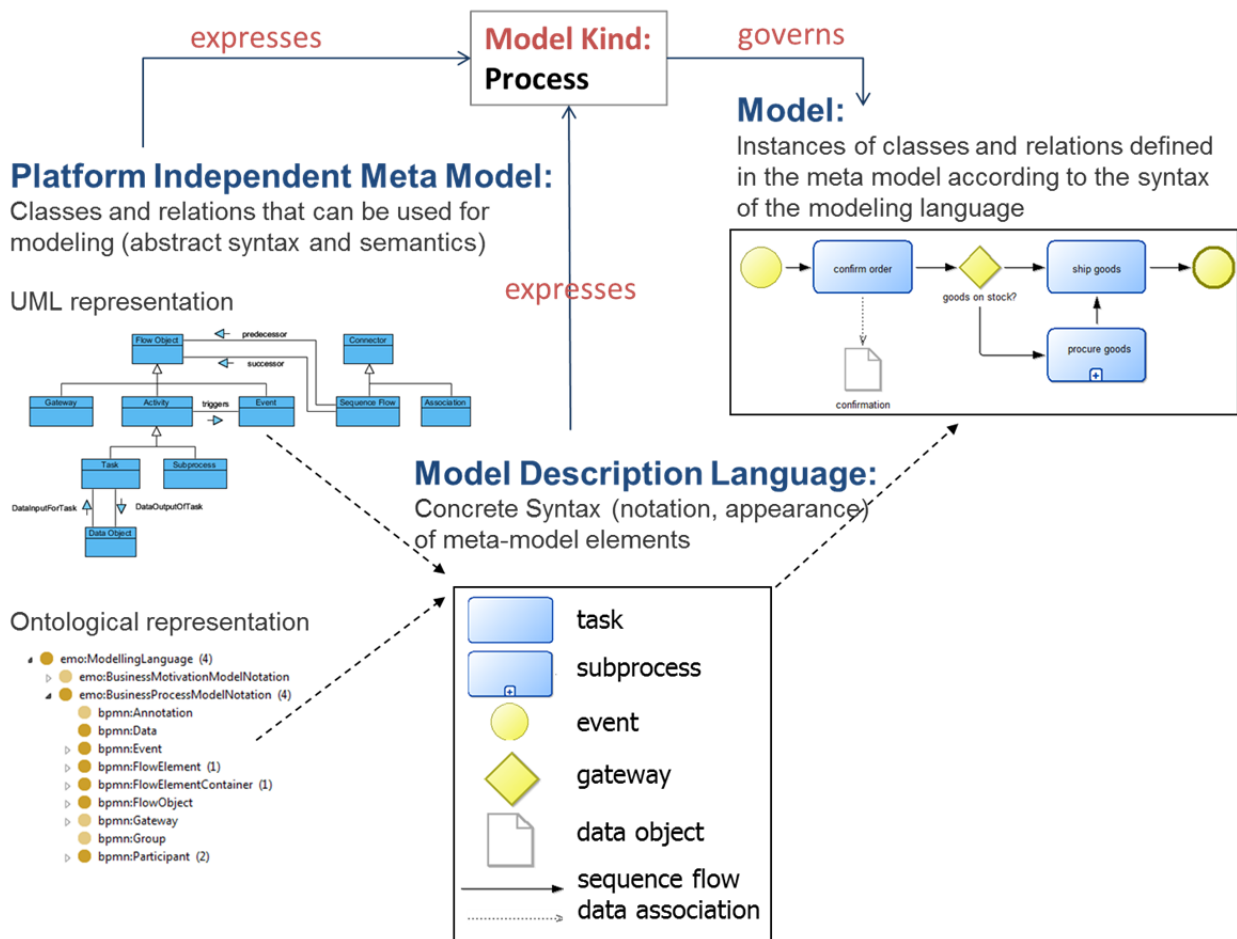 expresses
Model Kind:
Process
governs
Model:
Instances of classes and relations defined
in the meta model according to the syntax
of the modeling language
Platform Independent Meta Model:
Classes and relations that can be used for
modeling (abstract syntax and semantics)
confirm order
goods on stock?
ship goods
procure goods
confirmation
expresses
UML representation
Flow Object
predecessor
successor
Connector
Gateway
Activity
triggers
Event
Sequence Flow
Association
Task
Subprocess
DataInputForTask
DataOutputOfTask
Data Object
Model Description Language:
Concrete Syntax (notation, appearance)
of meta-model elements
Ontological representation
emo:ModellingLanguage (4)
emo:BusinessMotivationModelNotation
emo:BusinessProcessModelNotation (4)
bpmn:Annotation
bpmn:Data
bpmn:Event
bpmn:FlowElement (1)
bpmn:FlowElementContainer (1)
bpmn:FlowObject
bpmn:Gateway
bpmn:Group
bpmn:Participant (2)
task
subprocess
event
gateway
data object
sequence flow
data association